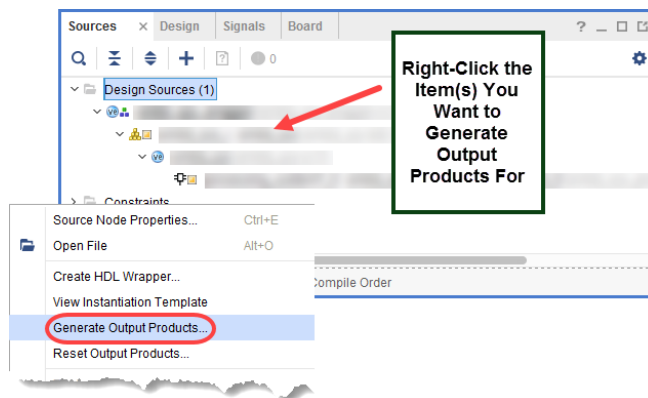 Sources × Design Signals Board ? _
0
Design Sources (1)
Right-Click the
Item(s) You
Want to
Generate
Output
Products For
Constraints
Source Node Properties... Ctrl+E
Open File Alt+O
Create HDL Wrapper...
View Instantiation Template
Generate Output Products...
Reset Output Products...
Compile Order